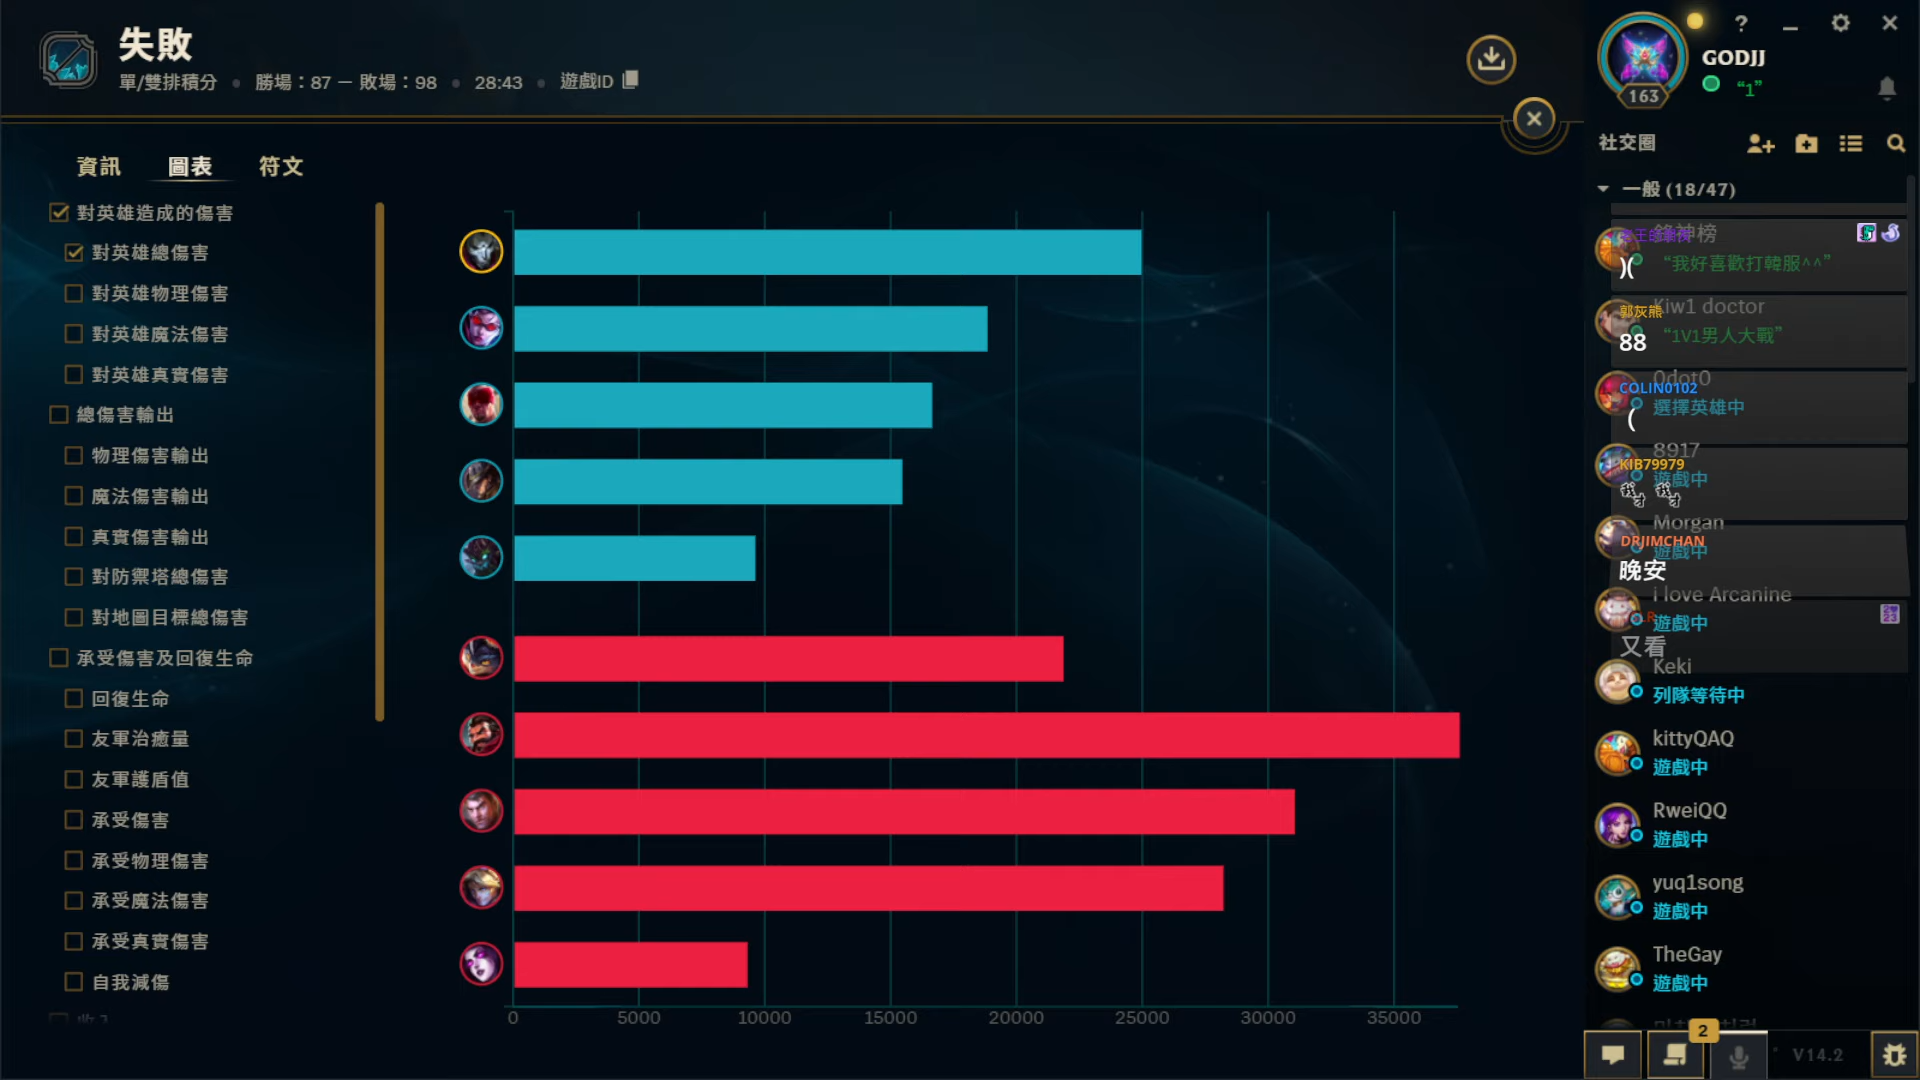 失敗
單/雙排積分 • 勝場：87 － 敗場：98 • 28:43 • 遊戲ID
資訊 圖表 符文
對英雄造成的傷害
對英雄總傷害
對英雄物理傷害
對英雄魔法傷害
對英雄真實傷害
總傷害輸出
物理傷害輸出
魔法傷害輸出
真實傷害輸出
對防禦塔總傷害
對地圖目標總傷害
承受傷害及回復生命
回復生命
友軍治癒量
友軍護盾值
承受傷害
承受物理傷害
承受魔法傷害
承受真實傷害
自我減傷
0 5000 10000 15000 20000 25000 30000 35000
GODJJ
“1”
163
社交圈
一般 (18/47)
“我好喜歡打韓服^^”
)(
Kiw1 doctor
郭灰熊
“1V1男人大戰”
88
0dot0
COLIN0102
選擇英雄中
(
8917
KIB79979
遊戲中
Morgan
DRJIMCHAN
遊戲中
晚安
I love Arcanine
遊戲中
又看
Keki
列隊等待中
kittyQAQ
遊戲中
RweiQQ
遊戲中
yuq1song
遊戲中
TheGay
遊戲中
2
V14.2